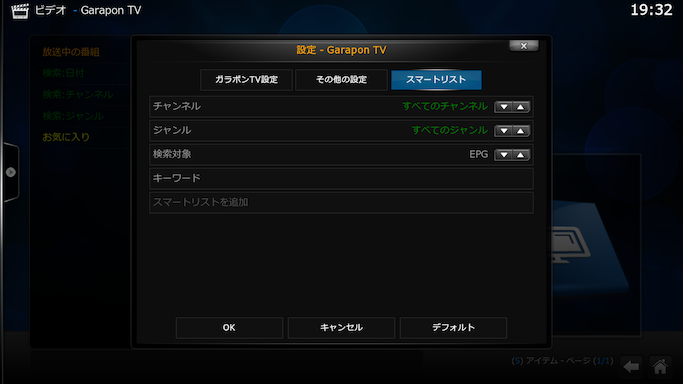 ビデオ - Garapon TV
19:32
放送中の番組
検索:日付
検索:チャンネル
検索:ジャンル
お気に入り
設定 - Garapon TV
ガラポンTV設定
その他の設定
スマートリスト
チャンネル
すべてのチャンネル
ジャンル
すべてのジャンル
検索対象
EPG
キーワード
スマートリストを追加
OK
キャンセル
デフォルト
(5) アイテム - ページ (1/1)